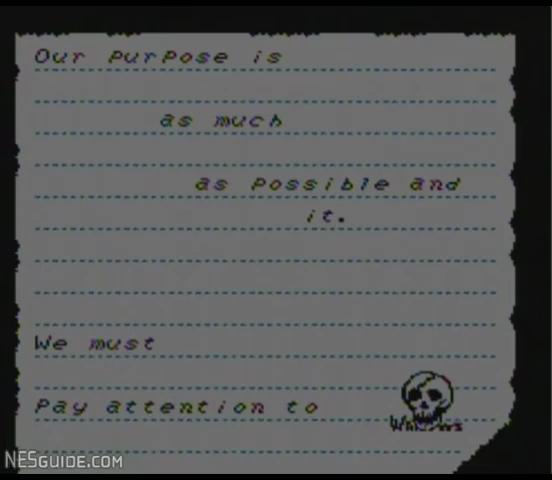 Our purpose is
as much
as possible and
it.
We must
Pay attention to
NESGUIDE.COM